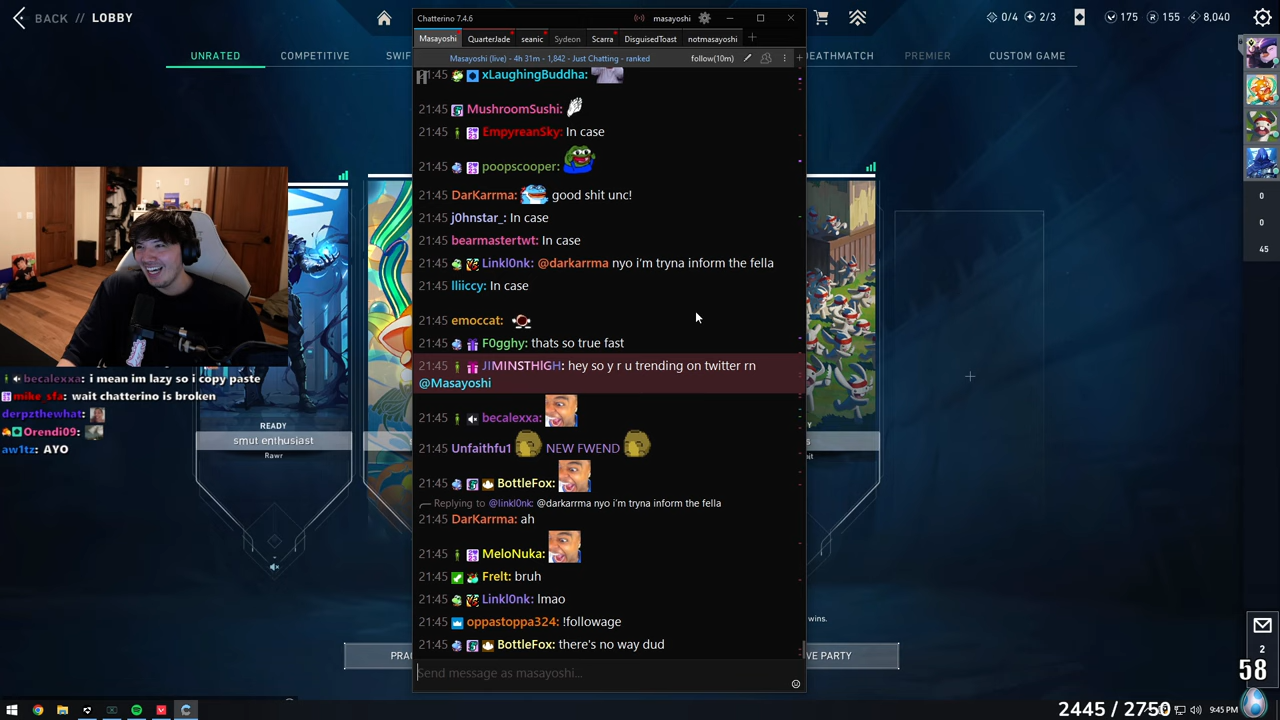 BACK // LOBBY
Chatterino 7.4.6
masayoshi
0/4
2/3
175
155
8,040
UNRATED
COMPETITIVE
SWIF
Masayoshi
QuarterJade
seanic
Sydeon
Scarra
DisguisedToast
notmasayoshi
DEATHMATCH
PREMIER
CUSTOM GAME
Masayoshi (live) - 4h 31m - 1,842 - Just Chatting - ranked
follow(10m)
21:45 xLaughingBuddha:
21:45 MushroomSushi:
21:45 EmpyreanSky: In case
21:45 poopscooper:
21:45 DarKarrma: good shit unc!
21:45 j0hnstar_: In case
21:45 bearmastertwt: In case
21:45 Linkl0nk: @darkarrma nyo i'm tryna inform the fella
21:45 lliiccy: In case
21:45 emoccat:
21:45 F0gghy: thats so true fast
21:45 JIMINSTHlGH: hey so y r u trending on twitter rn
@Masayoshi
21:45 becalexxa:
21:45 Unfaithfu1 NEW FWEND
21:45 BottleFox:
Replying to @linkl0nk: @darkarrma nyo i'm tryna inform the fella
21:45 DarKarrma: ah
21:45 MeloNuka:
21:45 Frelt: bruh
21:45 Linkl0nk: lmao
21:45 oppastoppa324: !followage
21:45 BottleFox: there's no way dud
Send message as masayoshi...
becalexxa: i mean im lazy so i copy paste
mike_sfa: wait chatterino is broken
derpzthewhat:
Orendi09:
aw1tz: AYO
READY
smut enthusiast
Rawr
0
0
45
wins.
PRA
VE PARTY
2
58
2445 / 2750
9:45 PM